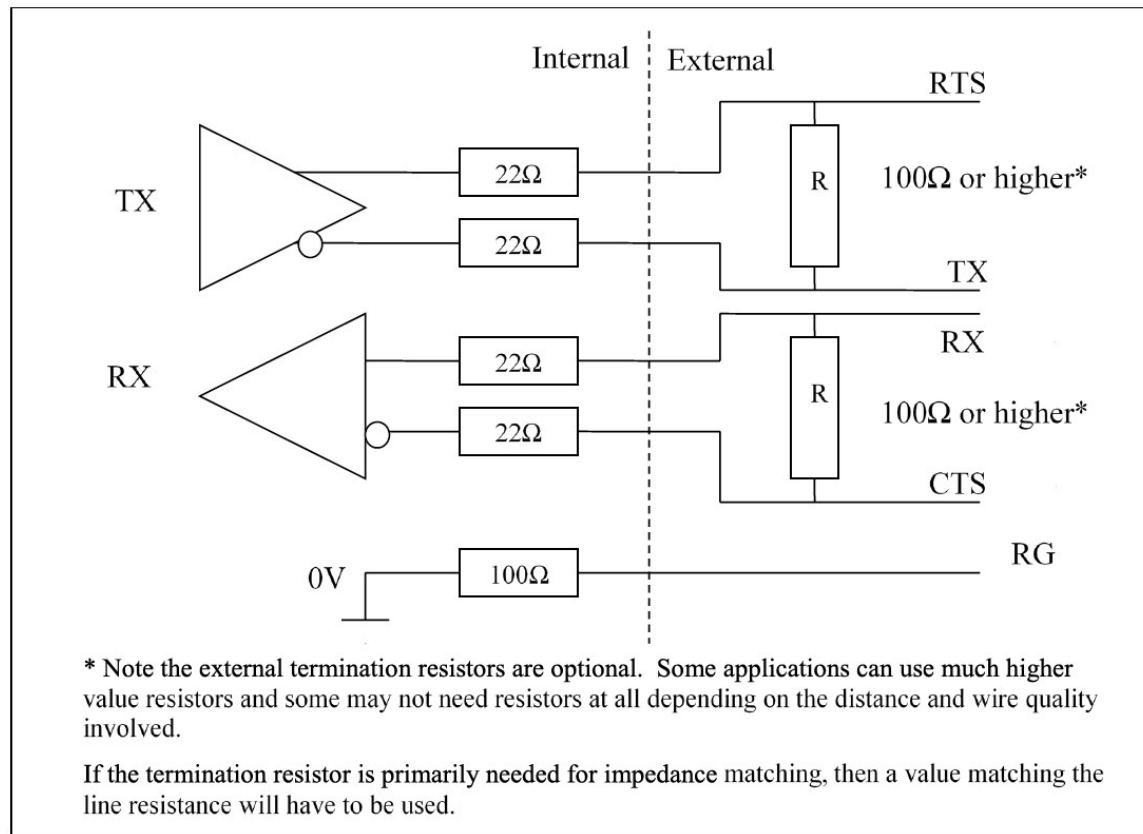 Internal
External
RTS
22Ω
R
100Ω or higher*
TX
22Ω
TX
RX
22Ω
RX
R
100Ω or higher*
22Ω
CTS
RG
0V
100Ω
* Note the external termination resistors are optional. Some applications can use much higher
value resistors and some may not need resistors at all depending on the distance and wire quality
involved.
If the termination resistor is primarily needed for impedance matching, then a value matching the
line resistance will have to be used.